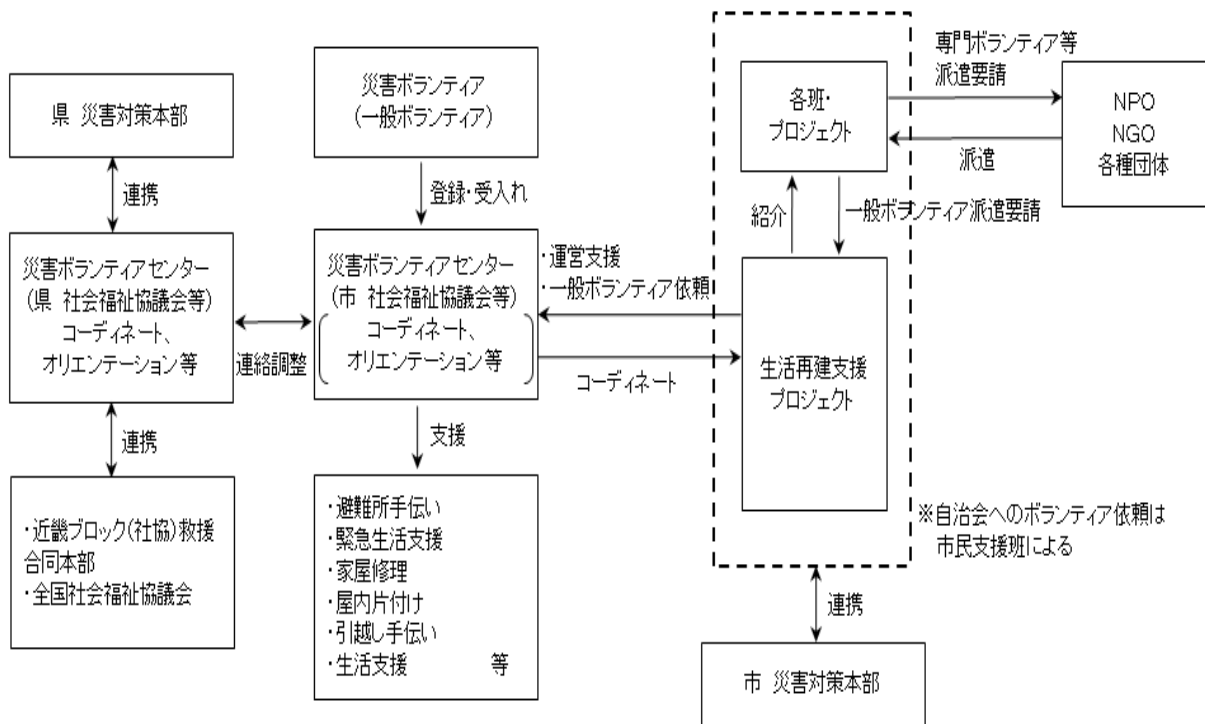 県 災害対策本部
連携
災害ボランティアセンター
(県 社会福祉協議会等)
コーディネート、
オリエンテーション等
連携
・近畿ブロック(社協)救援
合同本部
・全国社会福祉協議会
連絡調整
災害ボランティア
(一般ボランティア)
登録・受入れ
災害ボランティアセンター
(市 社会福祉協議会等)
コーディネート、
オリエンテーション等
支援
・避難所手伝い
・緊急生活支援
・家屋修理
・屋内片付け
・引越し手伝い
・生活支援 等
・運営支援
・一般ボランティア依頼
コーディネート
各班・
プロジェクト
紹介
一般ボランティア派遣要請
生活再建支援
プロジェクト
専門ボランティア等
派遣要請
派遣
NPO
NGO
各種団体
※自治会へのボランティア依頼は
市民支援班による
連携
市 災害対策本部